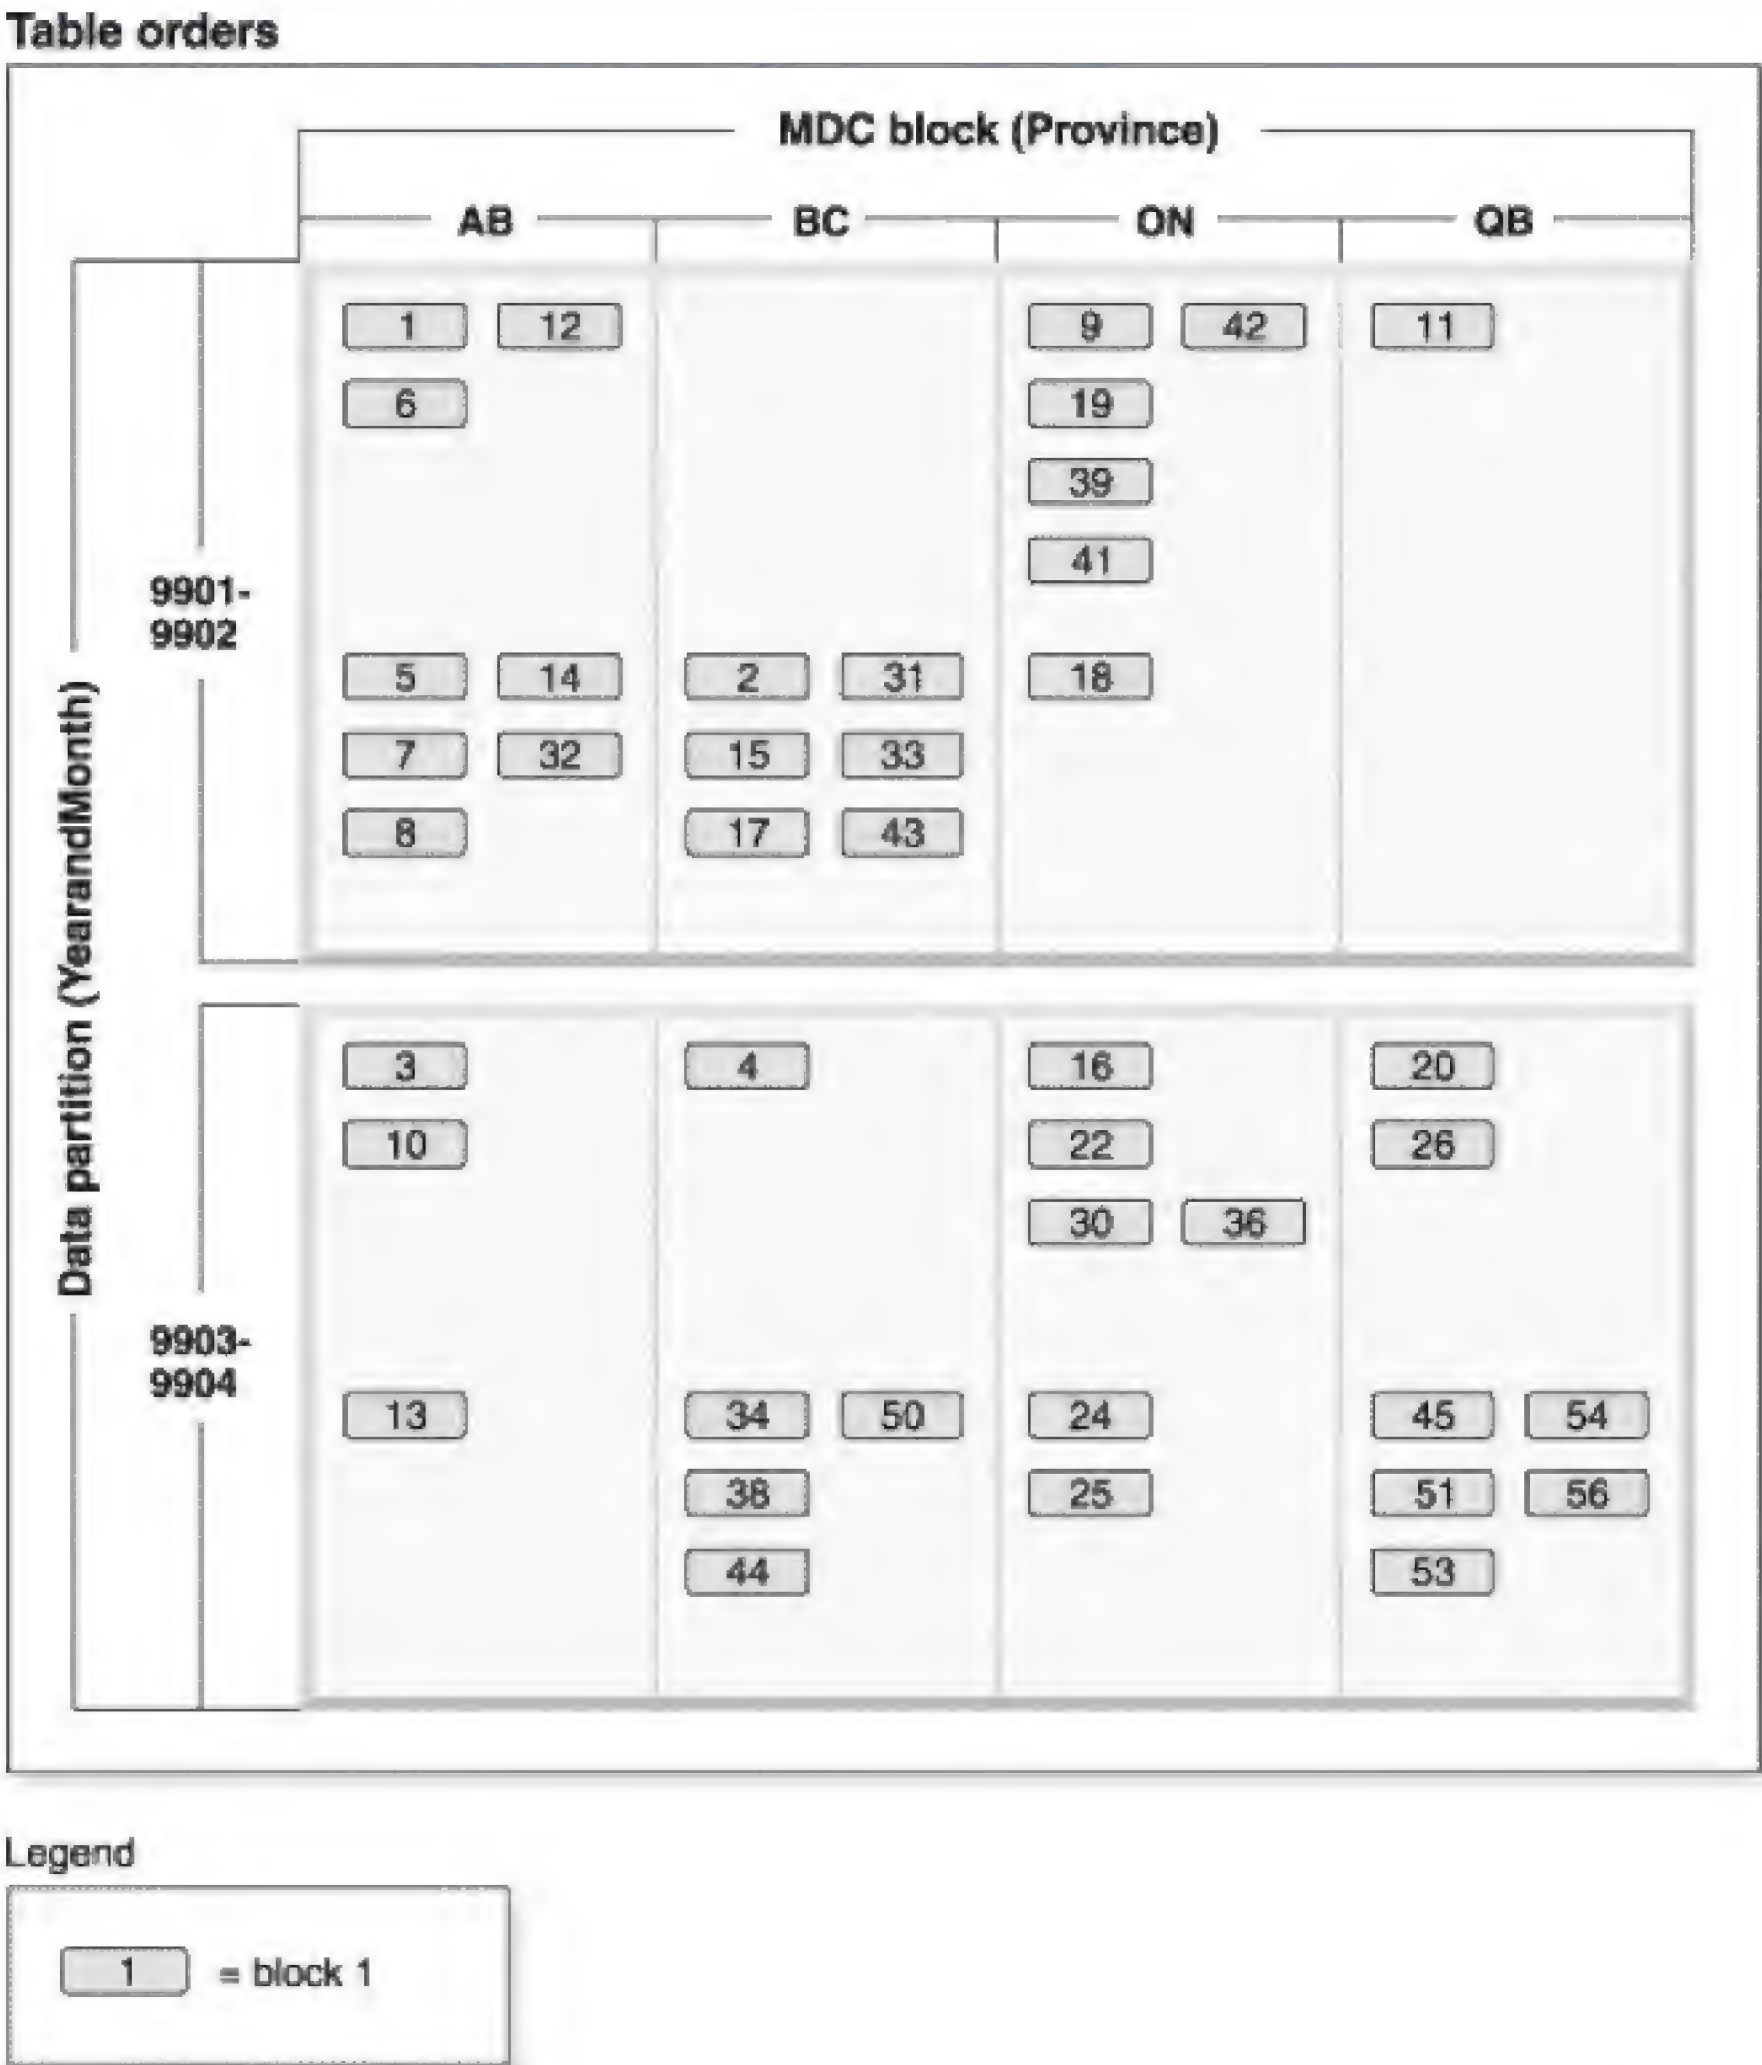 Table orders
MDC block (Province)
AB BC ON QB
1 12 9 42 11
6 19
39
41
9901-
9902
5 14 2 31 18
7 32 15 33
8 17 43
Data partition (YearandMonth)
3 4 16 20
10 22 26
30 36
9903-
9904
13 34 50 24 45 54
38 25 51 56
44 53
Legend
1 = block 1